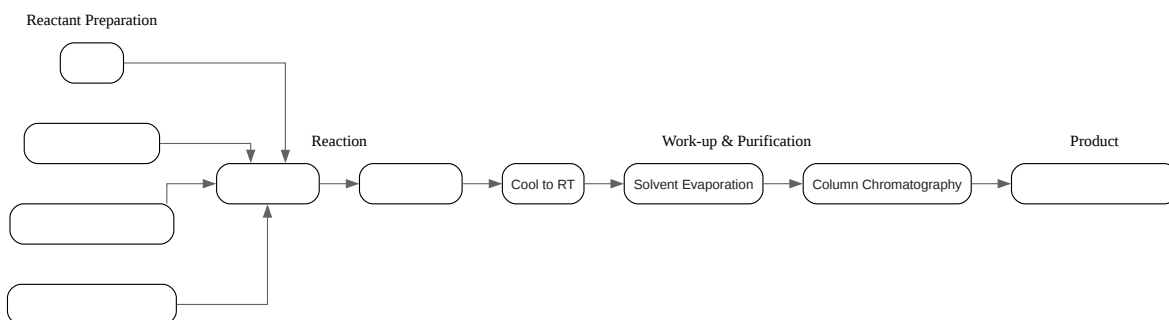 Reactant Preparation
Reaction
Work-up & Purification
Product
Cool to RT
Solvent Evaporation
Column Chromatography